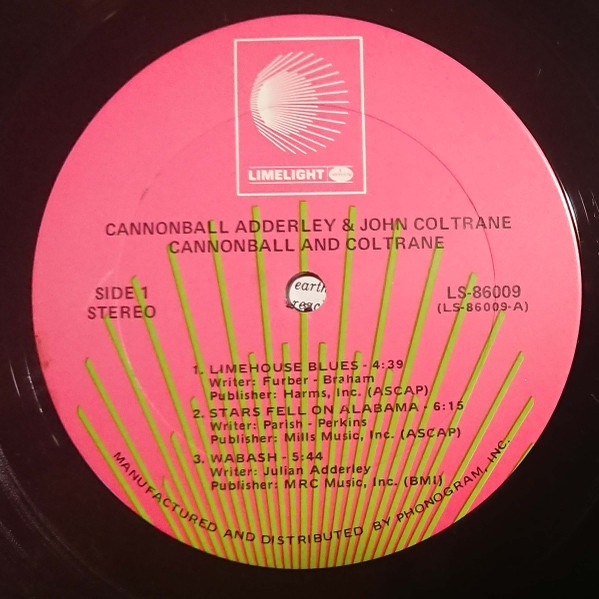 LIMELIGHT
CANNONBALL ADDERLEY & JOHN COLTRANE
CANNONBALL AND COLTRANE
SIDE 1
STEREO
LS-86009
(LS-86009-A)
earth
1. LIMEHOUSE BLUES - 4:39
Writer: Furber - Braham
Publisher: Harms, Inc. (ASCAP)
2. STARS FELL ON ALABAMA - 6:15
Writer: Parish - Perkins
Publisher: Mills Music, Inc. (ASCAP)
3. WABASH - 5:44
Writer: Julian Adderley
Publisher: MRC Music, Inc. (BMI)
MANUFACTURED AND DISTRIBUTED BY PHONOGRAM, INC.